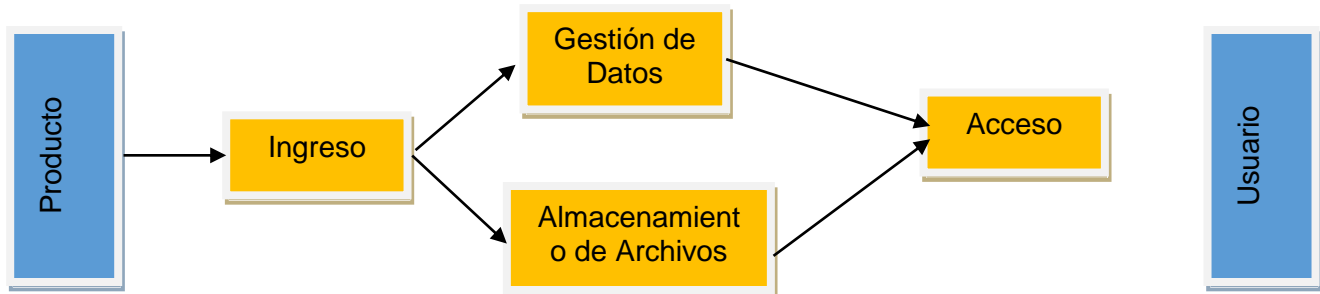 Producto
Ingreso
Gestión de
Datos
Almacenamient
o de Archivos
Acceso
Usuario